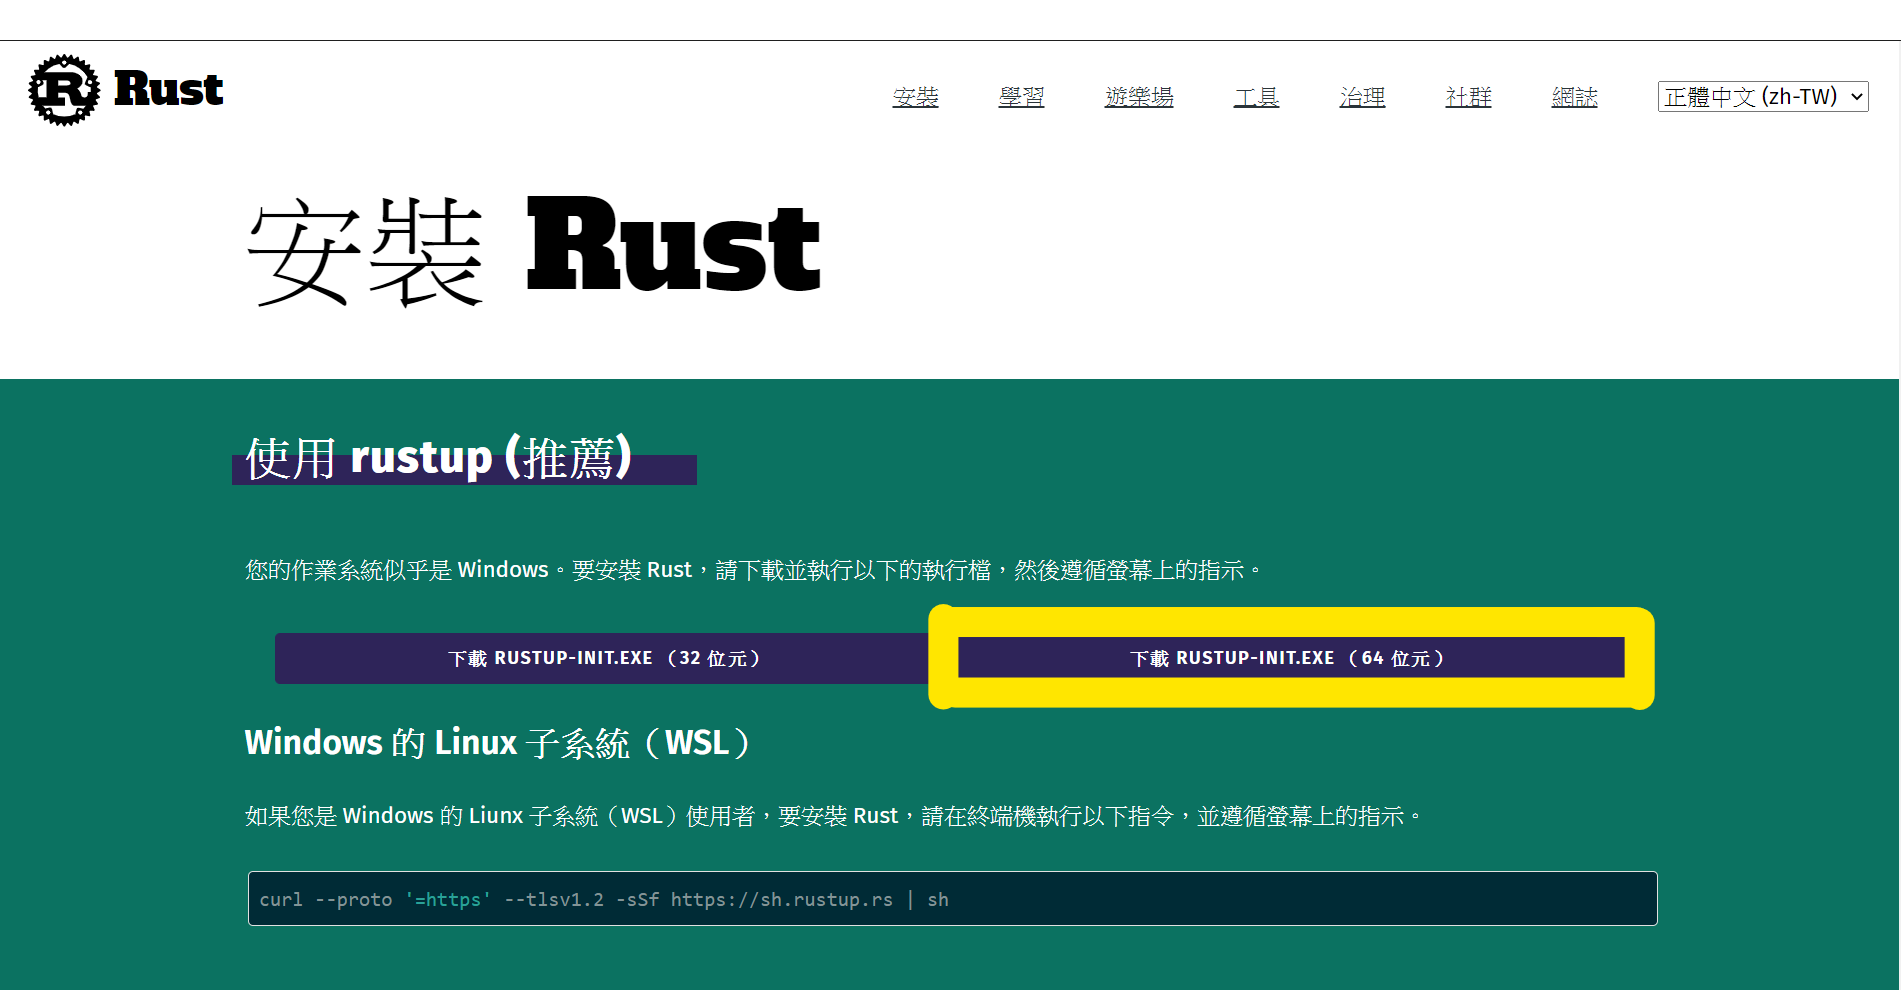 Rust
安裝 學習 遊樂場 工具 治理 社群 網誌 正體中文 (zh-TW)
安裝 Rust
使用 rustup (推薦)
您的作業系統似乎是 Windows。要安裝 Rust，請下載並執行以下的執行檔，然後遵循螢幕上的指示。
下載 RUSTUP-INIT.EXE （32 位元） 下載 RUSTUP-INIT.EXE （64 位元）
Windows 的 Linux 子系統（WSL）
如果您是 Windows 的 Liunx 子系統（WSL）使用者，要安裝 Rust，請在終端機執行以下指令，並遵循螢幕上的指示。
curl --proto '=https' --tlsv1.2 -sSf https://sh.rustup.rs | sh